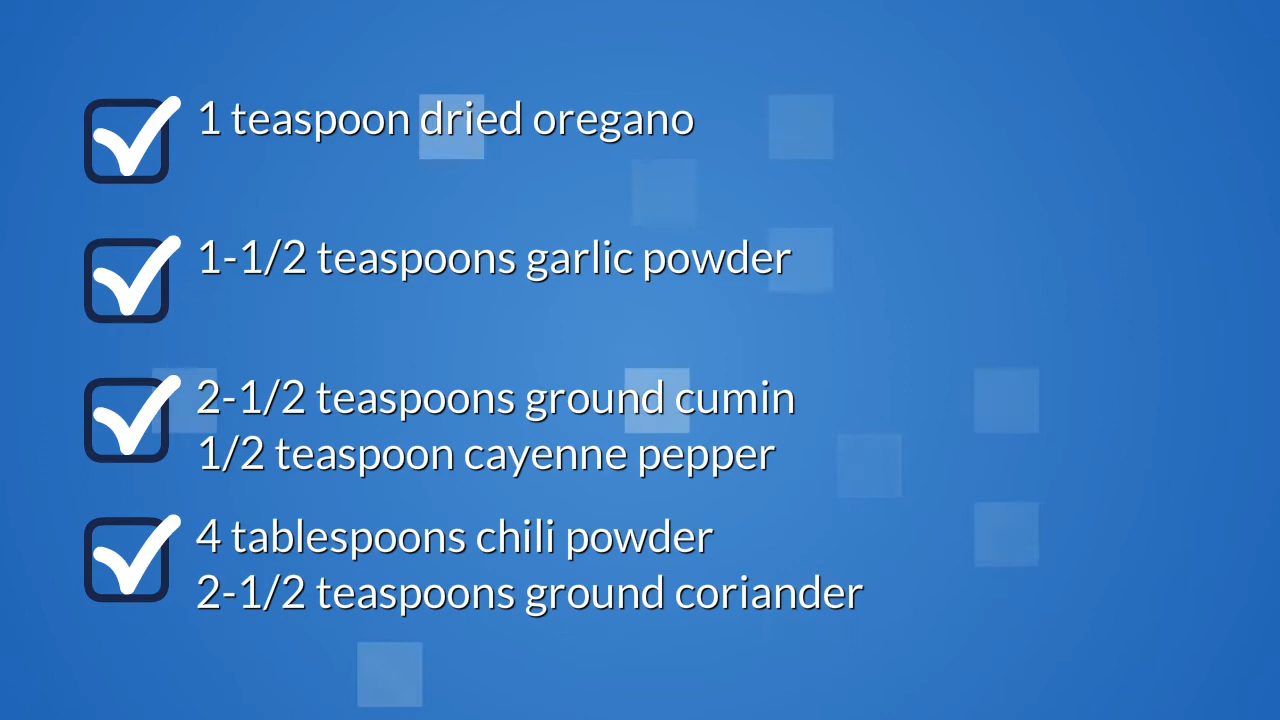 1 teaspoon dried oregano
1-1/2 teaspoons garlic powder
2-1/2 teaspoons ground cumin
1/2 teaspoon cayenne pepper
4 tablespoons chili powder
2-1/2 teaspoons ground coriander